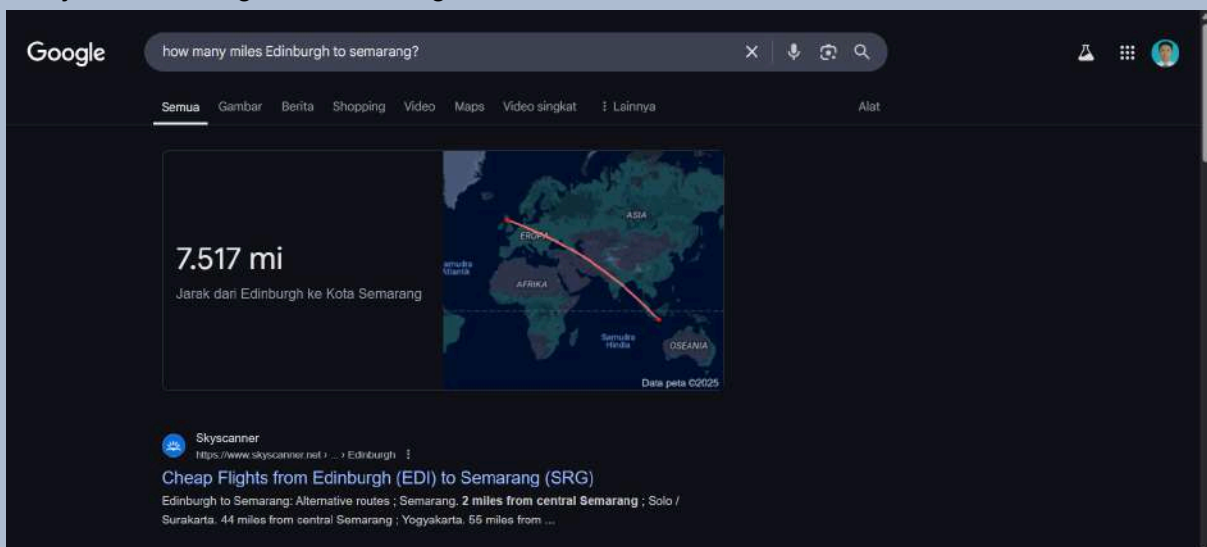 Google
how many miles Edinburgh to semarang?
Semua Gambar Berita Shopping Video Maps Video singkat Lainnya Alat
7.517 mi
Jarak dari Edinburgh ke Kota Semarang
ASIA
EROPA
AFRIKA
Samudra
Hindia
OSEANIA
Data peta ©2025
Skyscanner
https://www.skyscanner.net › ... › Edinburgh
Cheap Flights from Edinburgh (EDI) to Semarang (SRG)
Edinburgh to Semarang: Alternative routes ; Semarang. 2 miles from central Semarang ; Solo /
Surakarta. 44 miles from central Semarang ; Yogyakarta. 55 miles from ...